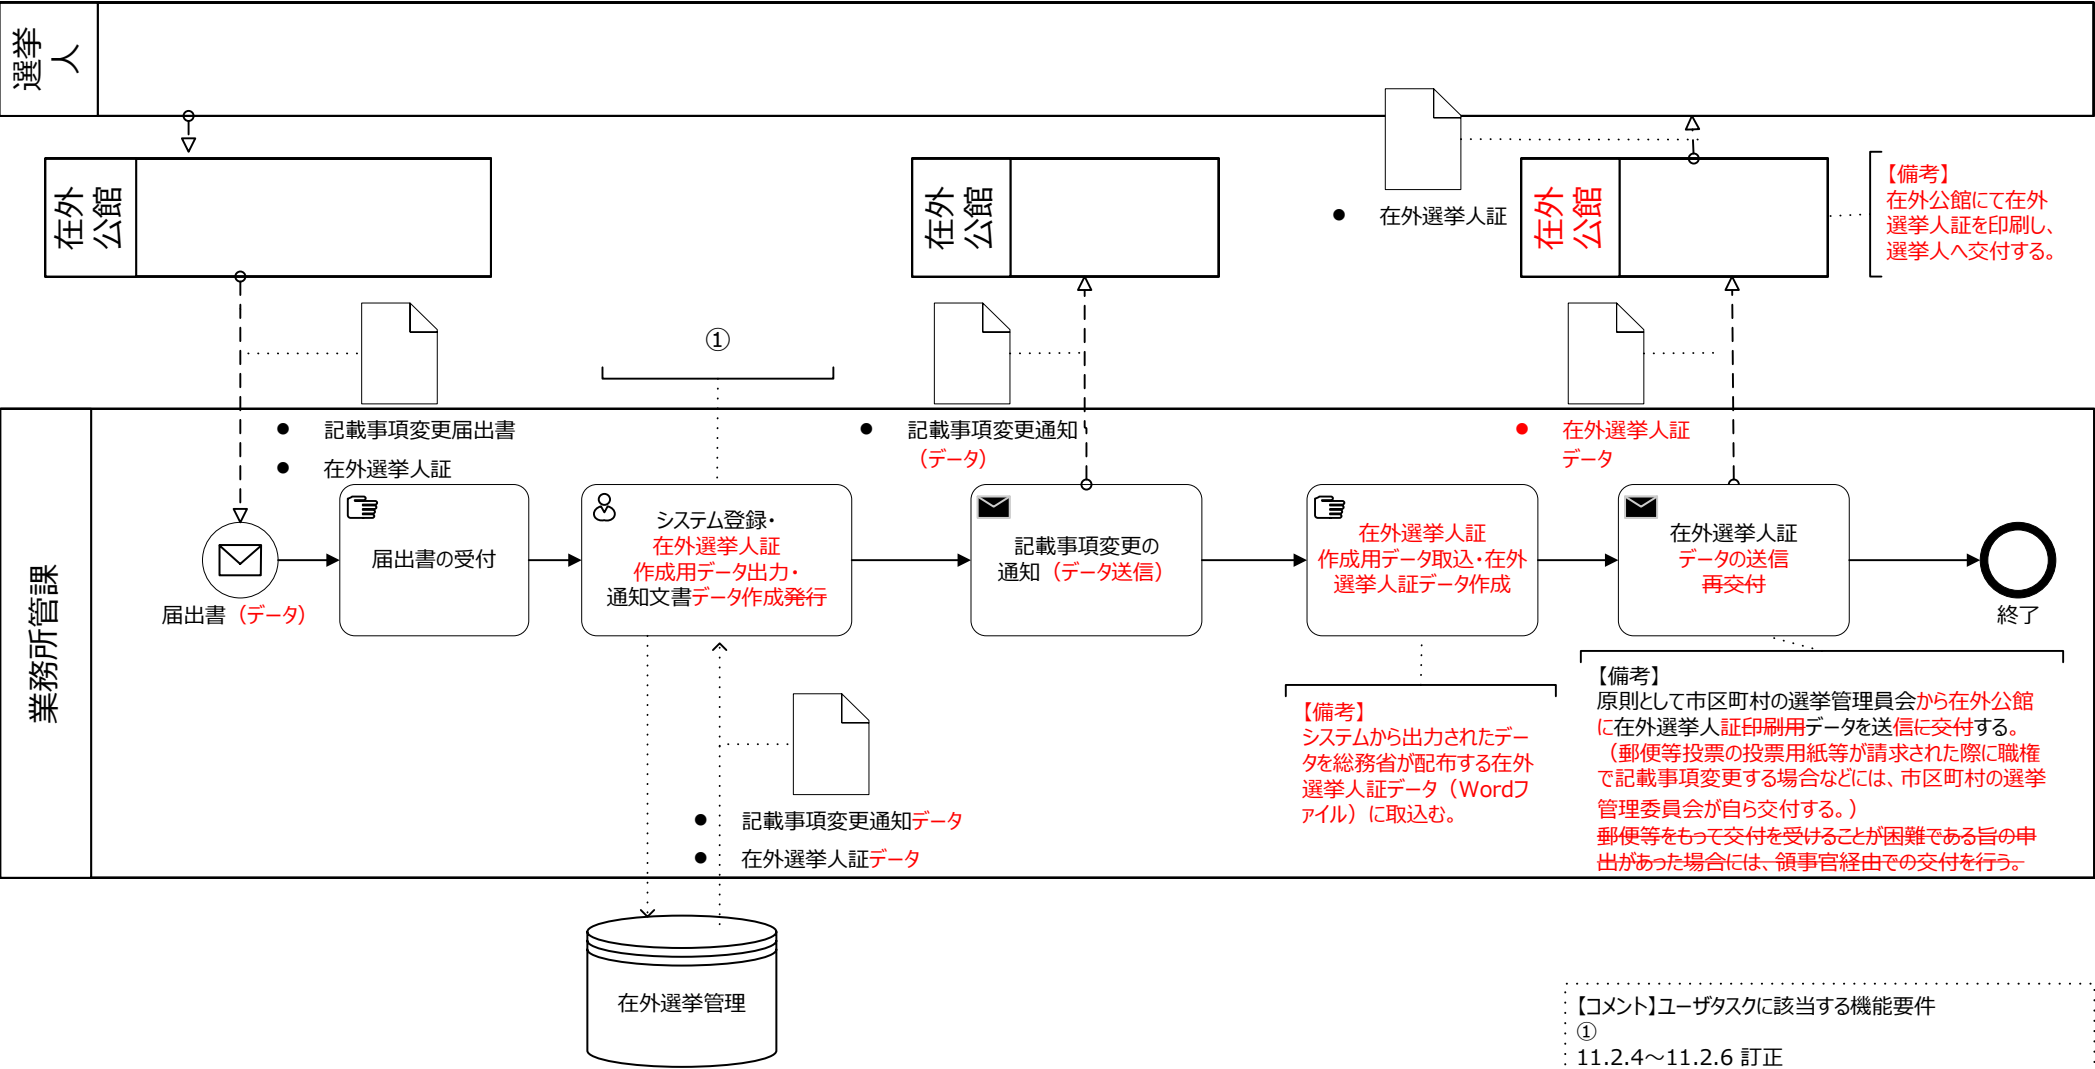 選挙
人
在外
公館
在外
公館
在外選挙人証
在外
公館
【備考】
在外公館にて在外
選挙人証を印刷し、
選挙人へ交付する。
①
業務所管課
記載事項変更届出書
在外選挙人証
記載事項変更通知
（データ）
在外選挙人証
データ
届出書（データ）
届出書の受付
システム登録・
在外選挙人証
作成用データ出力・
通知文書データ作成発行
記載事項変更の
通知（データ送信）
在外選挙人証
作成用データ取込・在外
選挙人証データ作成
在外選挙人証
データの送信
再交付
終了
記載事項変更通知データ
在外選挙人証データ
【備考】
システムから出力されたデー
タを総務省が配布する在外
選挙人証データ（Wordフ
ァイル）に取込む。
【備考】
原則として市区町村の選挙管理員会から在外公館
に在外選挙人証印刷用データを送信に交付する。
（郵便等投票の投票用紙等が請求された際に職権
で記載事項変更する場合などには、市区町村の選挙
管理委員会が自ら交付する。）
郵便等をもって交付を受けることが困難である旨の申
出があった場合には、領事官経由での交付を行う。
在外選挙管理
【コメント】ユーザタスクに該当する機能要件
①
11.2.4～11.2.6 訂正